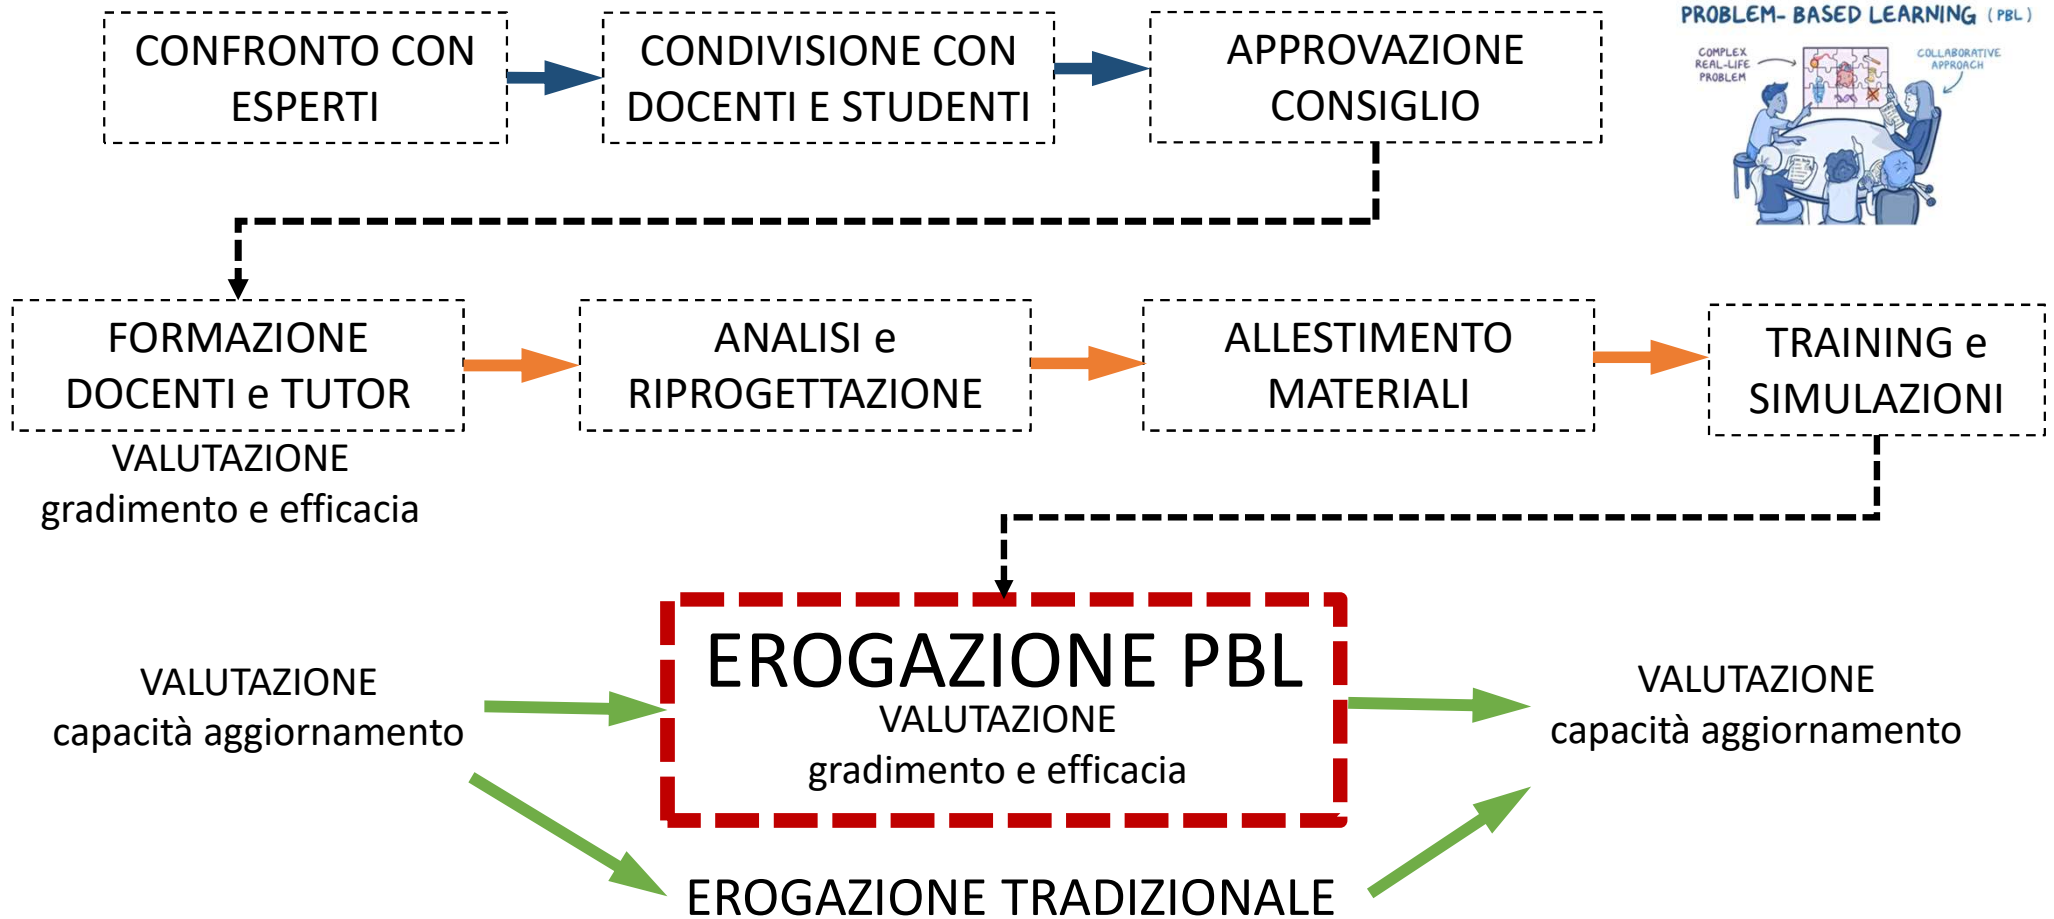 CONFRONTO CON
ESPERTI
CONDIVISIONE CON
DOCENTI E STUDENTI
APPROVAZIONE
CONSIGLIO
PROBLEM- BASED LEARNING (PBL)
COMPLEX
REAL-LIFE
PROBLEM
COLLABORATIVE
APPROACH
FORMAZIONE
DOCENTI e TUTOR
ANALISI e
RIPROGETTAZIONE
ALLESTIMENTO
MATERIALI
TRAINING e
SIMULAZIONI
VALUTAZIONE
gradimento e efficacia
VALUTAZIONE
capacità aggiornamento
EROGAZIONE PBL
VALUTAZIONE
gradimento e efficacia
VALUTAZIONE
capacità aggiornamento
EROGAZIONE TRADIZIONALE